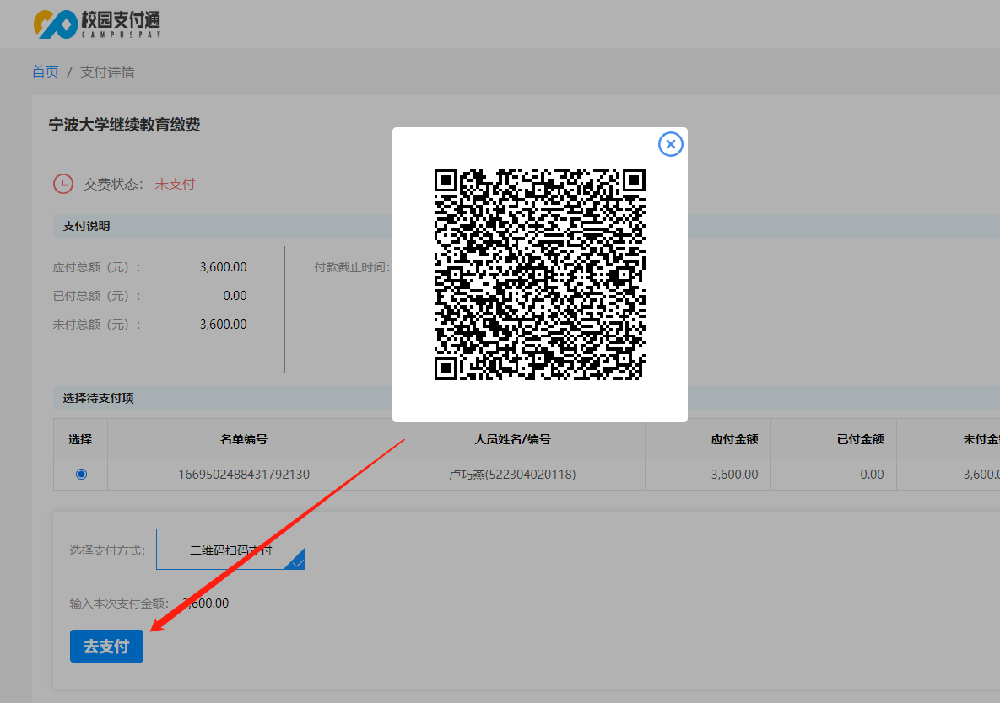 校园支付通
CAMPUSPAY
首页 / 支付详情
宁波大学继续教育缴费
交费状态： 未支付
支付说明
应付总额（元）： 3,600.00 付款截止时间：
已付总额（元）： 0.00
未付总额（元）： 3,600.00
选择待支付项
选择 名单编号 人员姓名/编号 应付金额 已付金额 未付金
1669502488431792130 卢巧燕(522304020118) 3,600.00 0.00 3,600.0
选择支付方式： 二维码扫码支付
输入本次支付金额： 3,600.00
去支付